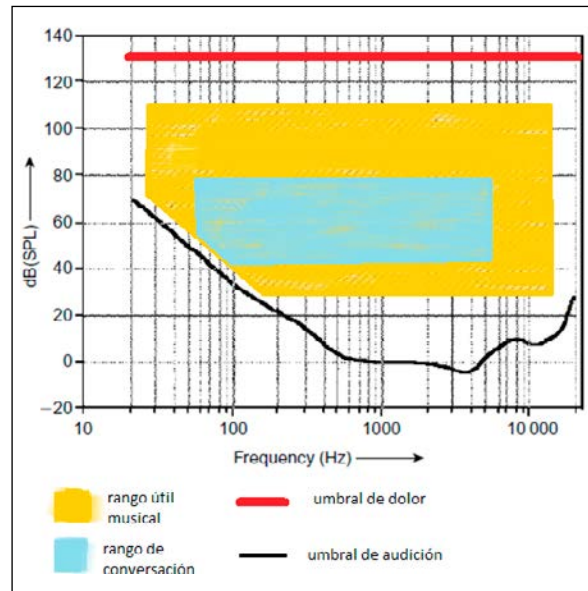 140
120
100
80
60
40
20
0
−20
dB(SPL)
10
100
1000
10 000
Frequency (Hz)
rango útil
musical
umbral de dolor
rango de
conversación
umbral de audición